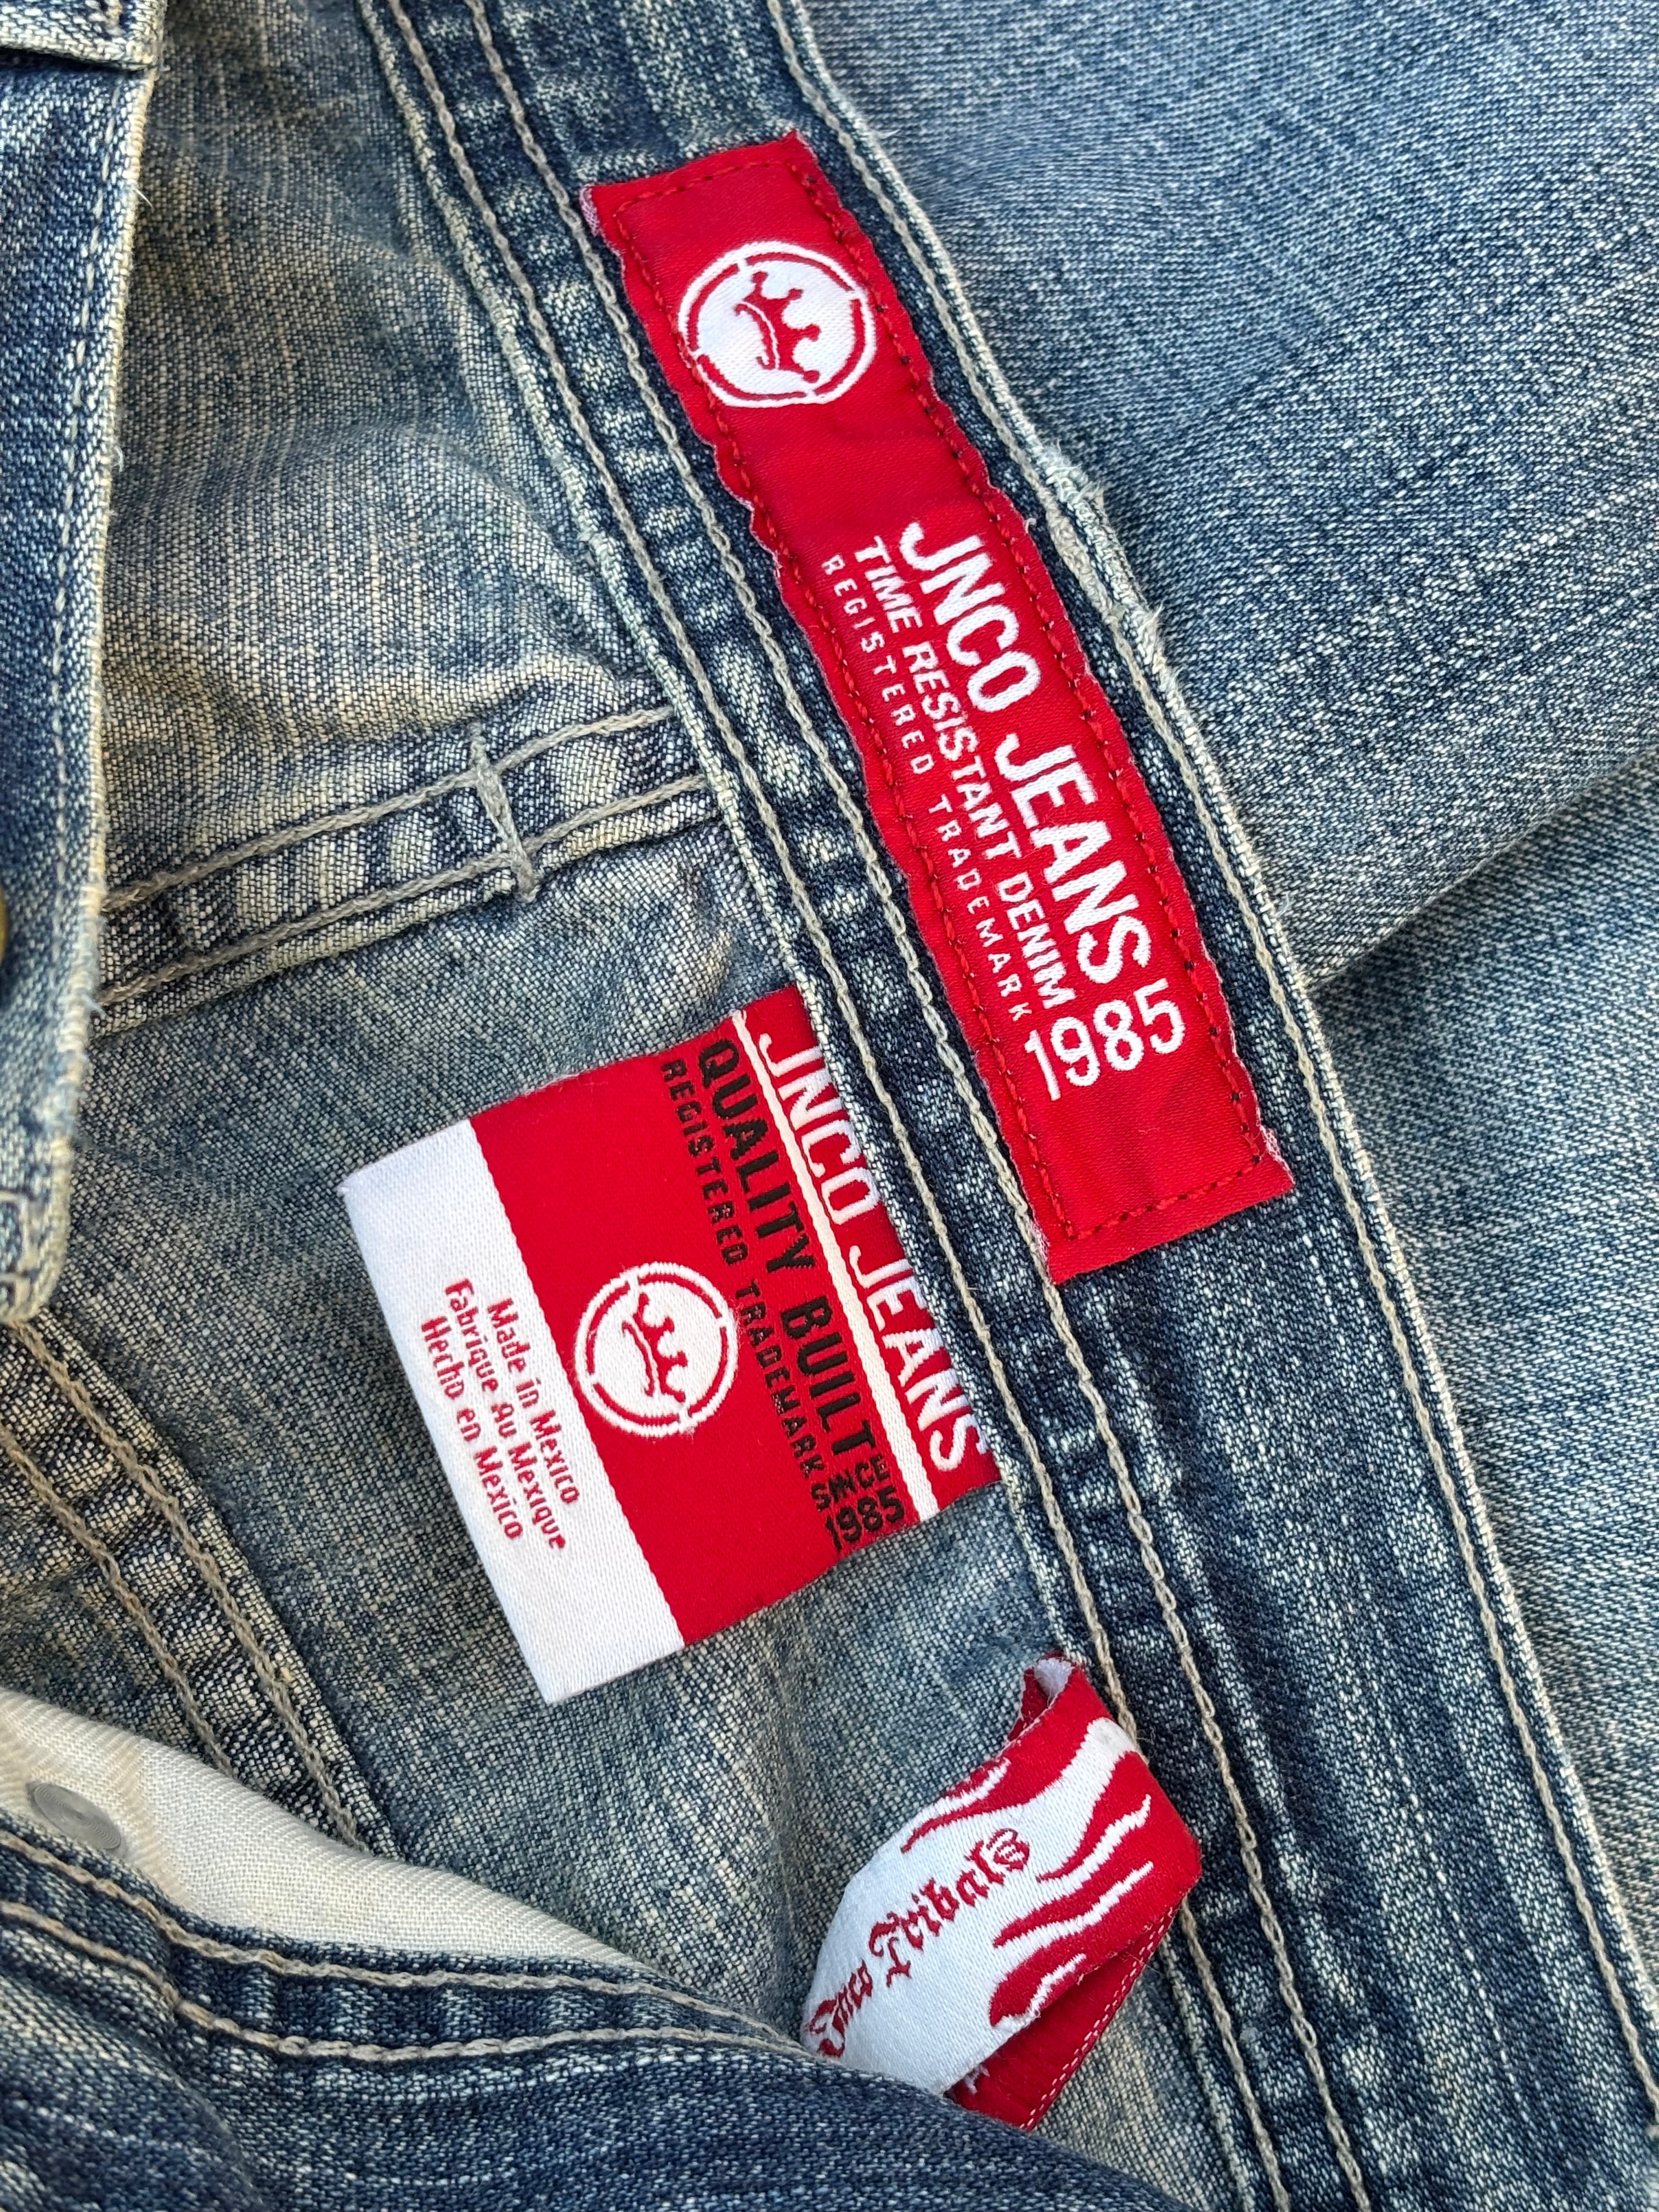 JNCO JEANS
TIME RESISTANT DENIM
REGISTERED TRADEMARK
1985
JNCO JEANS
QUALITY BUILT
REGISTERED TRADEMARK
SINCE
1985
Made in Mexico
Fabrique Au Mexique
Hecho en Mexico